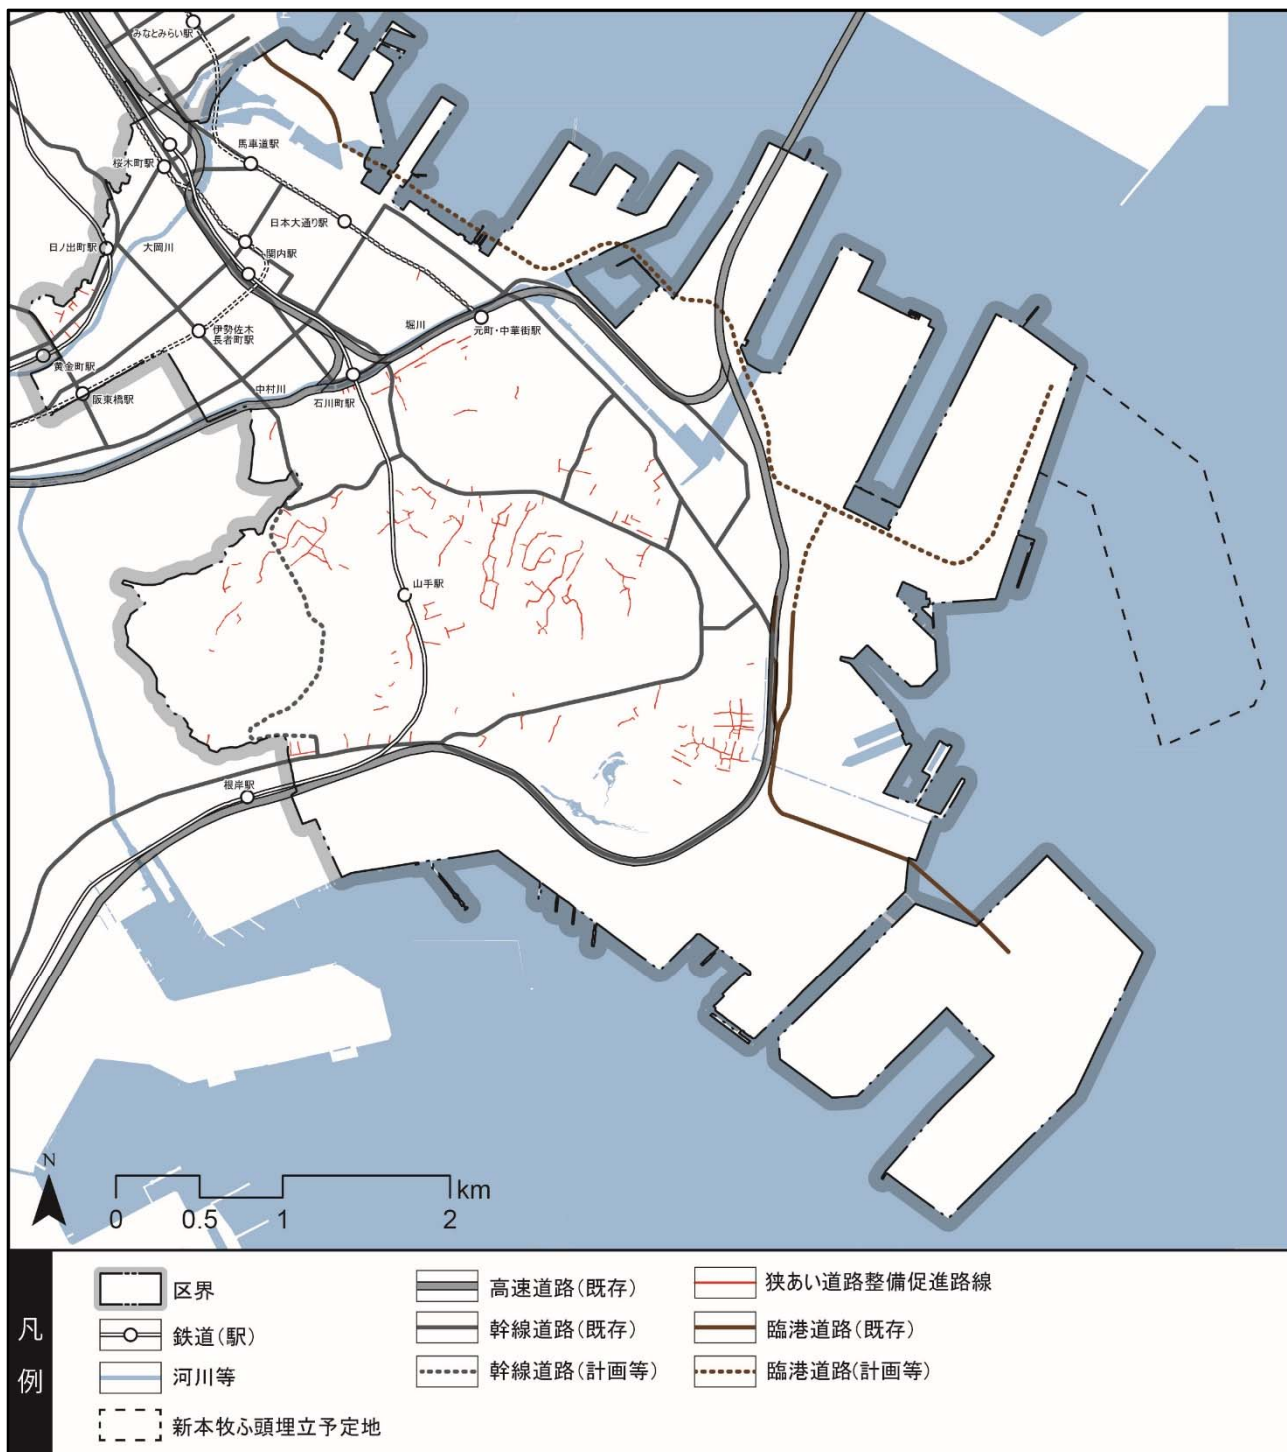 みなとみらい駅
馬車道駅
桜木町駅
日本大通り駅
日ノ出町駅
大岡川
関内駅
堀川
元町・中華街駅
伊勢佐木
長者町駅
黄金町駅
中村川
石川町駅
阪東橋駅
山手駅
根岸駅
N
km
0
0.5
1
2
凡例
区界
高速道路(既存)
狭あい道路整備促進路線
鉄道(駅)
幹線道路(既存)
臨港道路(既存)
河川等
幹線道路(計画等)
臨港道路(計画等)
新本牧ふ頭埋立予定地